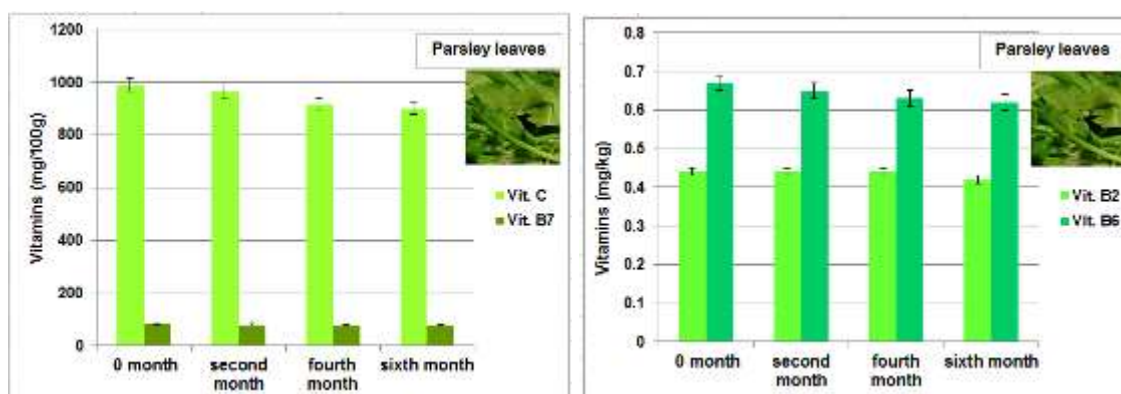 1200
1000
800
600
400
200
0
Vitamins (mg/100g)
Parsley leaves
Vit. C
Vit. B7
0 month
second month
fourth month
sixth month
0.8
0.7
0.6
0.5
0.4
0.3
0.2
0.1
0
Vitamins (mg/kg)
Parsley leaves
Vit. B2
Vit. B6
0 month
second month
fourth month
sixth month